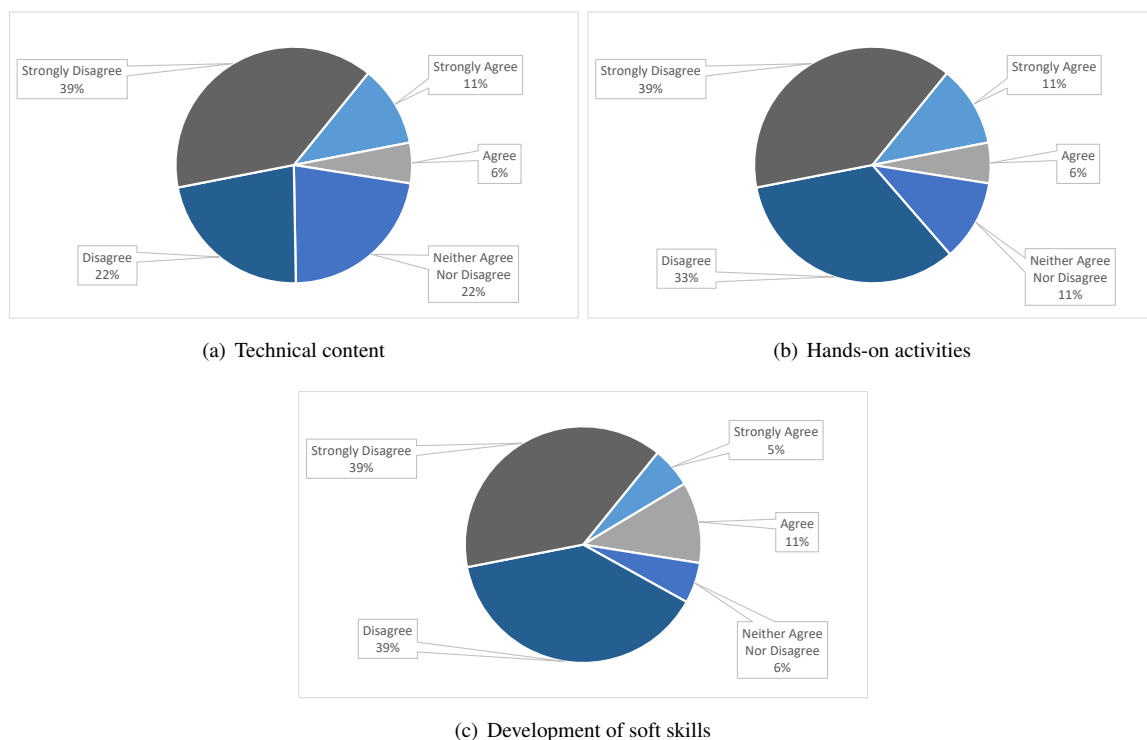 Strongly Disagree
39%
Strongly Agree
11%
Agree
6%
Neither Agree
Nor Disagree
22%
Disagree
22%
(a) Technical content
Strongly Disagree
39%
Strongly Agree
11%
Agree
6%
Neither Agree
Nor Disagree
11%
Disagree
33%
(b) Hands-on activities
Strongly Disagree
39%
Strongly Agree
5%
Agree
11%
Neither Agree
Nor Disagree
6%
Disagree
39%
(c) Development of soft skills